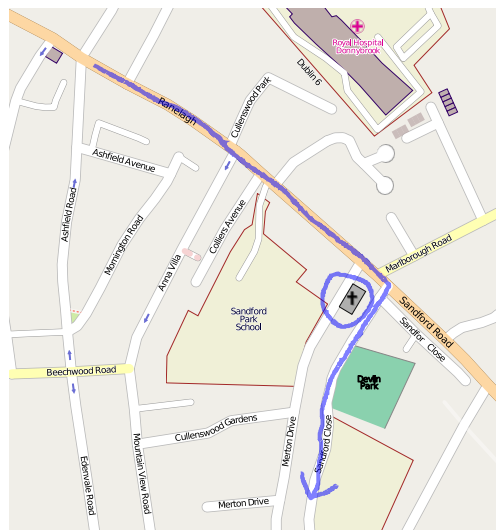 Royal Hospital
Donnybrook
Dublin 6
Ranelagh
Cullenswood Park
Ashfield Avenue
Ashfield Road
Mornington Road
Anna Villa
Colliers Avenue
Marlborough Road
Sandford
Park
School
Sandford Road
Sandfor Close
Devlin
Park
Beechwood Road
Cullenswood Gardens
Merton Drive
Sandford Close
Mountain View Road
Edenvale Road
Merton Drive